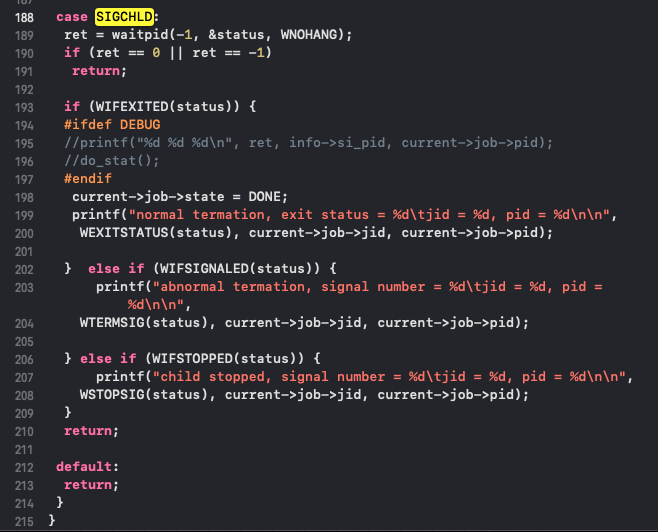 187
188 case SIGCHLD:
189 ret = waitpid(-1, &status, WNOHANG);
190 if (ret == 0 || ret == -1)
191 return;
192
193 if (WIFEXITED(status)) {
194 #ifdef DEBUG
195 //printf("%d %d %d\n", ret, info->si_pid, current->job->pid);
196 //do_stat();
197 #endif
198 current->job->state = DONE;
199 printf("normal termation, exit status = %d\tjid = %d, pid = %d\n\n",
200 WEXITSTATUS(status), current->job->jid, current->job->pid);
201
202 }  else if (WIFSIGNALED(status)) {
203 printf("abnormal termation, signal number = %d\tjid = %d, pid =
%d\n\n",
204 WTERMSIG(status), current->job->jid, current->job->pid);
205
206 } else if (WIFSTOPPED(status)) {
207 printf("child stopped, signal number = %d\tjid = %d, pid = %d\n\n",
208 WSTOPSIG(status), current->job->jid, current->job->pid);
209 }
210 return;
211
212 default:
213 return;
214 }
215 }